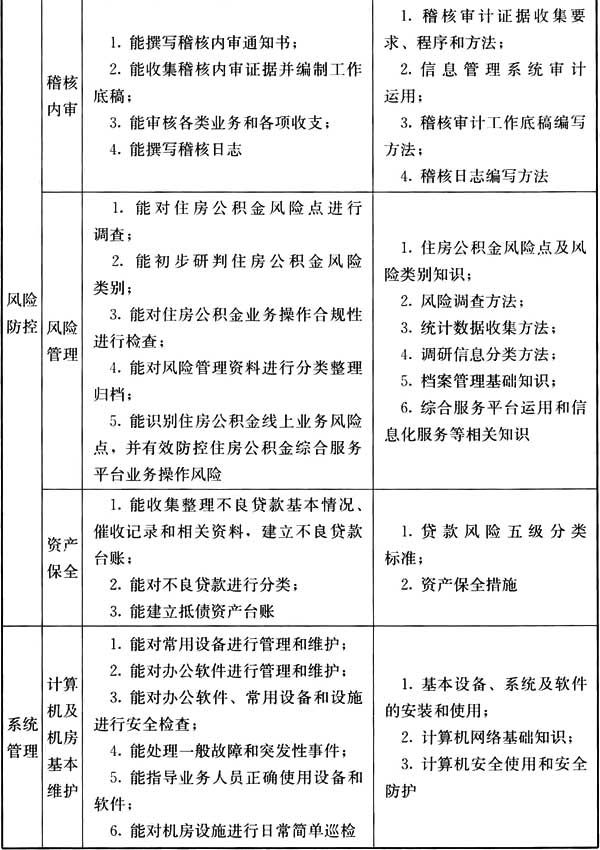 风险
防控
稽核
内审
1. 能撰写稽核内审通知书；
2. 能收集稽核内审证据并编制工作
底稿；
3. 能审核各类业务和各项收支；
4. 能撰写稽核日志
1. 稽核审计证据收集要
求、程序和方法；
2. 信息管理系统审计
运用；
3. 稽核审计工作底稿编写
方法；
4. 稽核日志编写方法
风险
管理
1. 能对住房公积金风险点进行
调查；
2. 能初步研判住房公积金风险
类别；
3. 能对住房公积金业务操作合规性
进行检查；
4. 能对风险管理资料进行分类整理
归档；
5. 能识别住房公积金线上业务风险
点，并有效防控住房公积金综合服务
平台业务操作风险
1. 住房公积金风险点及风
险类别知识；
2. 风险调查方法；
3. 统计数据收集方法；
4. 调研信息分类方法；
5. 档案管理基础知识；
6. 综合服务平台运用和信
息化服务等相关知识
资产
保全
1. 能收集整理不良贷款基本情况、
催收记录和相关资料，建立不良贷款
台账；
2. 能对不良贷款进行分类；
3. 能建立抵债资产台账
1. 贷款风险五级分类
标准；
2. 资产保全措施
系统
管理
计算
机及
机房
基本
维护
1. 能对常用设备进行管理和维护；
2. 能对办公软件进行管理和维护；
3. 能对办公软件、常用设备和设施
进行安全检查；
4. 能处理一般故障和突发性事件；
5. 能指导业务人员正确使用设备和
软件；
6. 能对机房设施进行日常简单巡检
1. 基本设备、系统及软件
的安装和使用；
2. 计算机网络基础知识；
3. 计算机安全使用和安全
防护